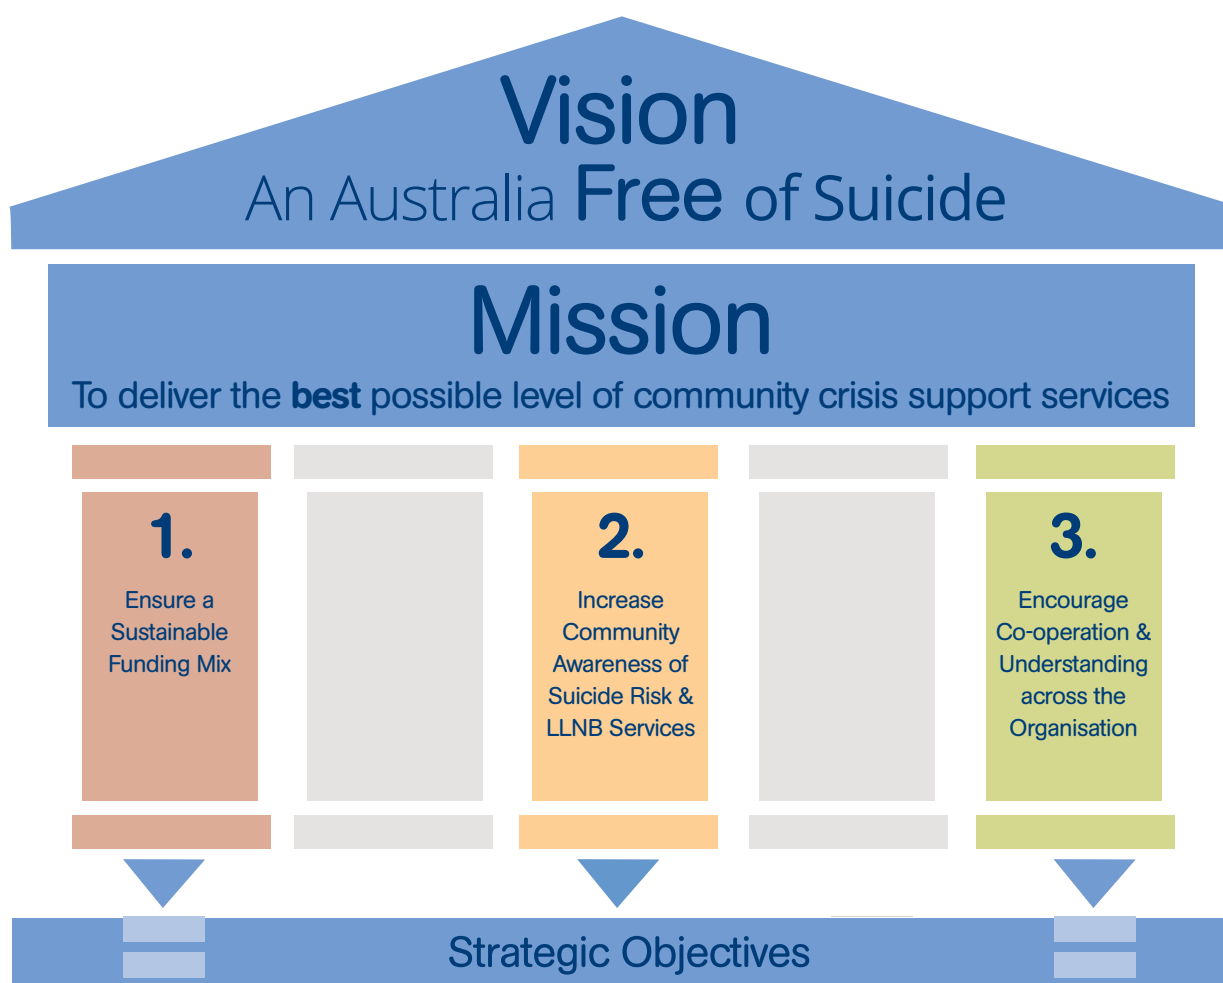 Vision
An Australia Free of Suicide
Mission
To deliver the best possible level of community crisis support services
1.
Ensure a
Sustainable
Funding Mix
2.
Increase
Community
Awareness of
Suicide Risk &
LLNB Services
3.
Encourage
Co-operation &
Understanding
across the
Organisation
Strategic Objectives